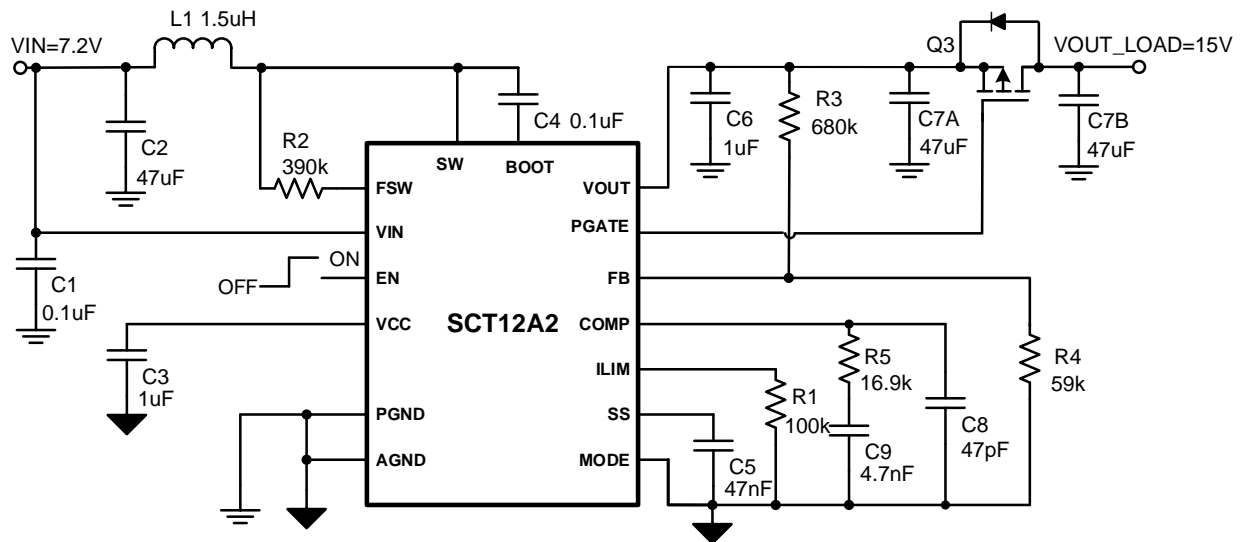 L1 1.5uH
VIN=7.2V
Q3
VOUT_LOAD=15V
C2
47uF
R2
390k
C4 0.1uF
C6
1uF
R3
680k
C7A
47uF
C7B
47uF
SW
BOOT
FSW
VOUT
VIN
PGATE
C1
0.1uF
OFF
ON
EN
FB
VCC
SCT12A2
COMP
C3
1uF
ILIM
R5
16.9k
R4
59k
R1
100k
C8
47pF
PGND
SS
AGND
MODE
C5
47nF
C9
4.7nF